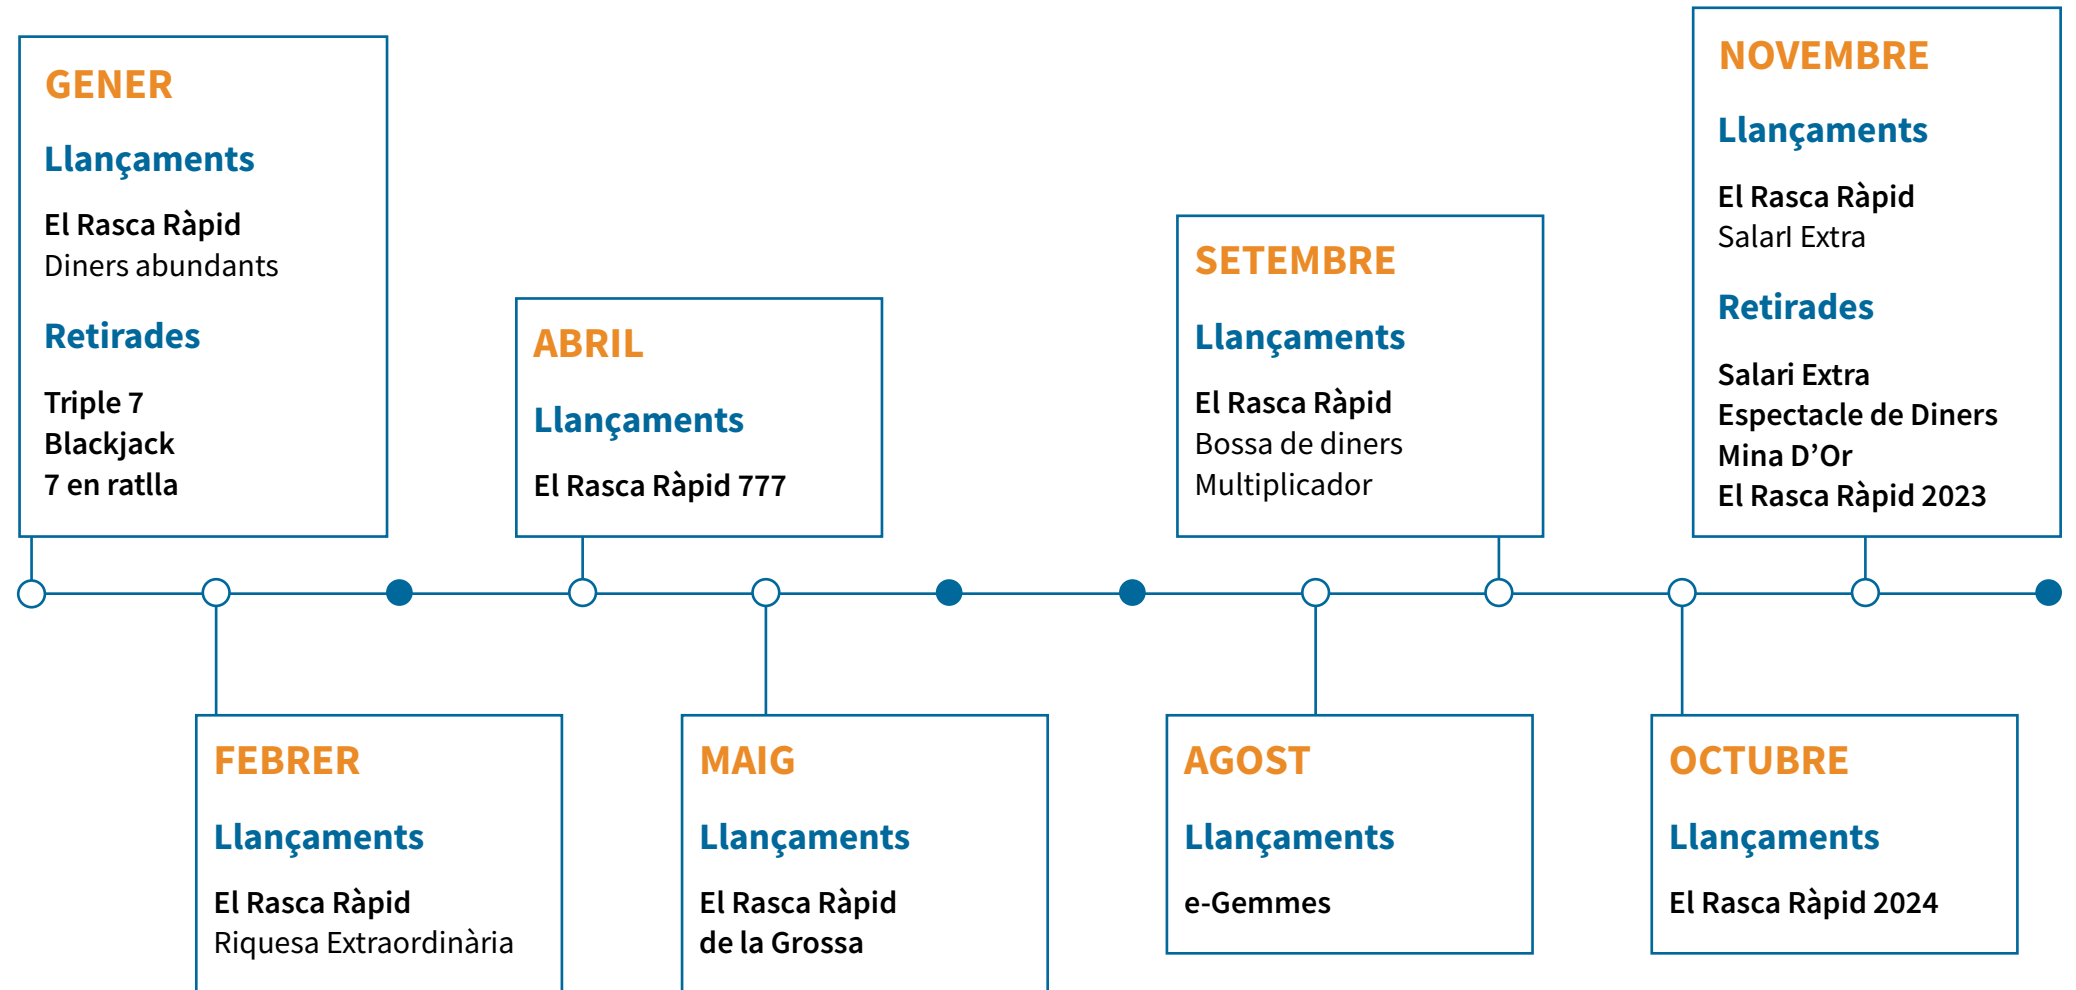 GENER
Llançaments
El Rasca Ràpid
Diners abundants
Retirades
Triple 7
Blackjack
7 en ratlla
FEBRER
Llançaments
El Rasca Ràpid
Riquesa Extraordinària
ABRIL
Llançaments
El Rasca Ràpid 777
MAIG
Llançaments
El Rasca Ràpid
de la Grossa
AGOST
Llançaments
e-Gemmes
SETEMBRE
Llançaments
El Rasca Ràpid
Bossa de diners
Multiplicador
OCTUBRE
Llançaments
El Rasca Ràpid 2024
NOVEMBRE
Llançaments
El Rasca Ràpid
SalarI Extra
Retirades
Salari Extra
Espectacle de Diners
Mina D’Or
El Rasca Ràpid 2023